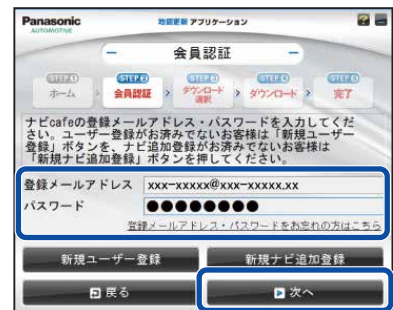 Panasonic
AUTOMOTIVE
地図更新 アプリケーション
会員認証
STEP① STEP② STEP③ STEP④ STEP⑤
ホーム 会員認証 ダウンロード選択 ダウンロード 完了
ナビcafeの登録メールアドレス・パスワードを入力してくだ
さい。ユーザー登録がお済みでないお客様は「新規ユーザー
登録」ボタンを、ナビ追加登録がお済みでないお客様は
「新規ナビ追加登録」ボタンを押してください。
登録メールアドレス xxx-xxxxx@xxx-xxxxx.xx
パスワード ●●●●●●●●
登録メールアドレス・パスワードをお忘れの方はこちら
新規ユーザー登録 新規ナビ追加登録
戻る 次へ